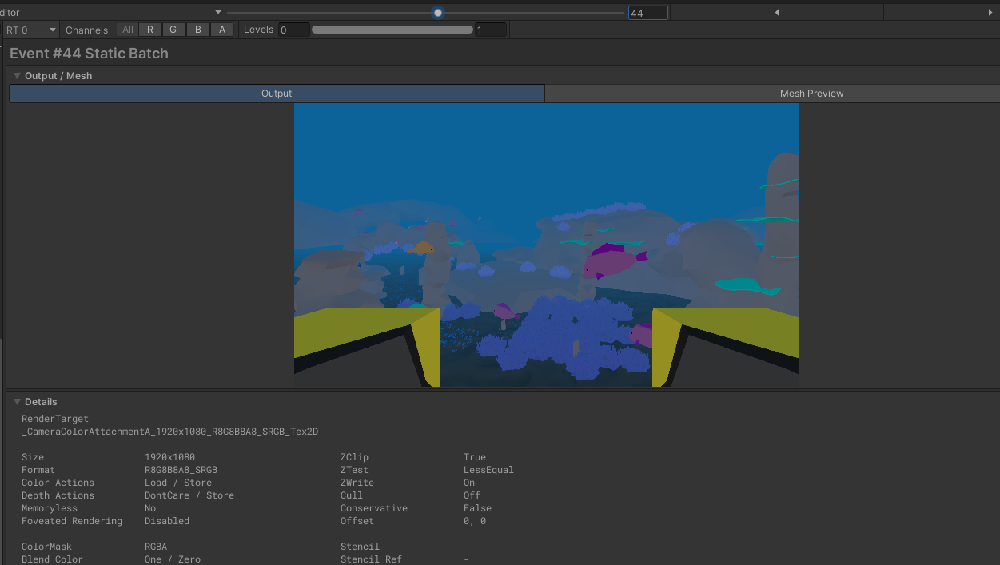 ditor 44
RT 0 Channels All R G B A Levels 0 1
Event #44 Static Batch
Output / Mesh
Output Mesh Preview
Details
RenderTarget
_CameraColorAttachmentA_1920x1080_R8G8B8A8_SRGB_Tex2D
Size 1920x1080 ZClip True
Format R8G8B8A8_SRGB ZTest LessEqual
Color Actions Load / Store ZWrite On
Depth Actions DontCare / Store Cull Off
Memoryless No Conservative False
Foveated Rendering Disabled Offset 0, 0
ColorMask RGBA Stencil
Blend Color One / Zero Stencil Ref -